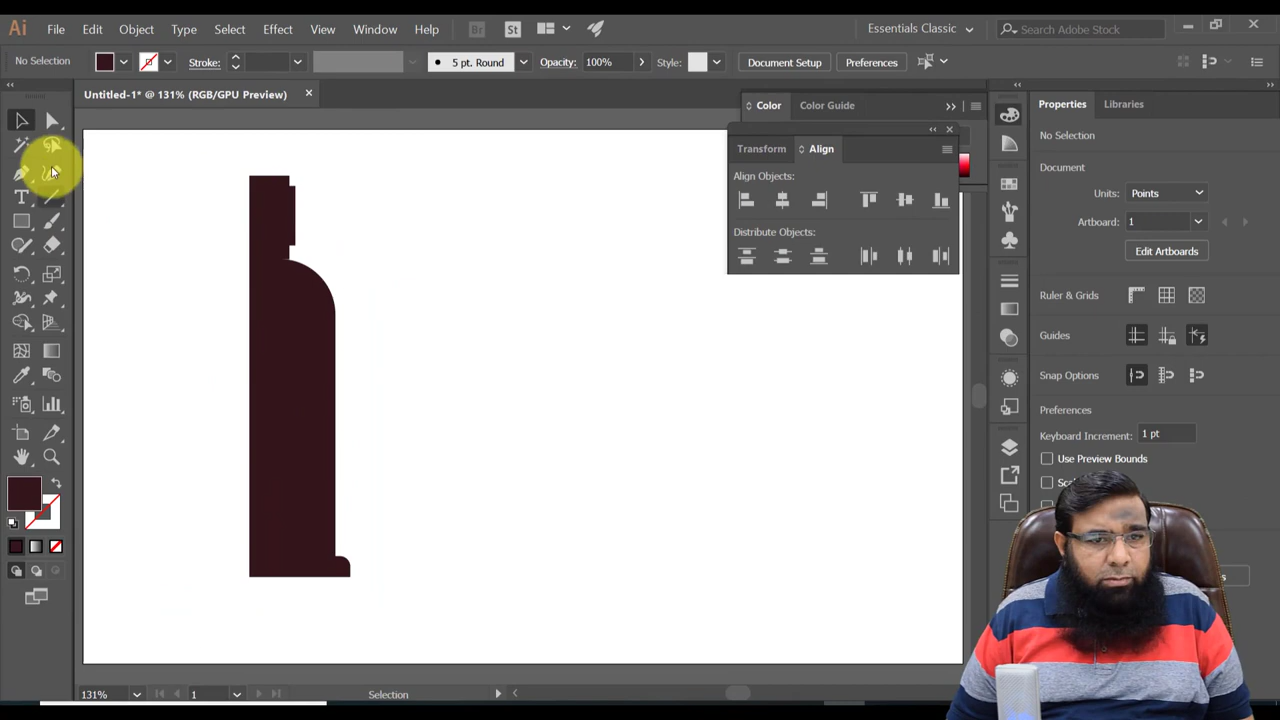 Ai File Edit Object Type Select Effect View Window Help Br St Essentials Classic Search Adobe Stock
No Selection Stroke: 5 pt. Round Opacity: 100% Style: Document Setup Preferences
Untitled-1* @ 131% (RGB/GPU Preview)
Color Color Guide
Transform Align
Align Objects:
Distribute Objects:
Properties Libraries
No Selection
Document
Units: Points
Artboard: 1
Edit Artboards
Ruler & Grids
Guides
Snap Options
Preferences
Keyboard Increment: 1 pt
Use Preview Bounds
131% 1 Selection